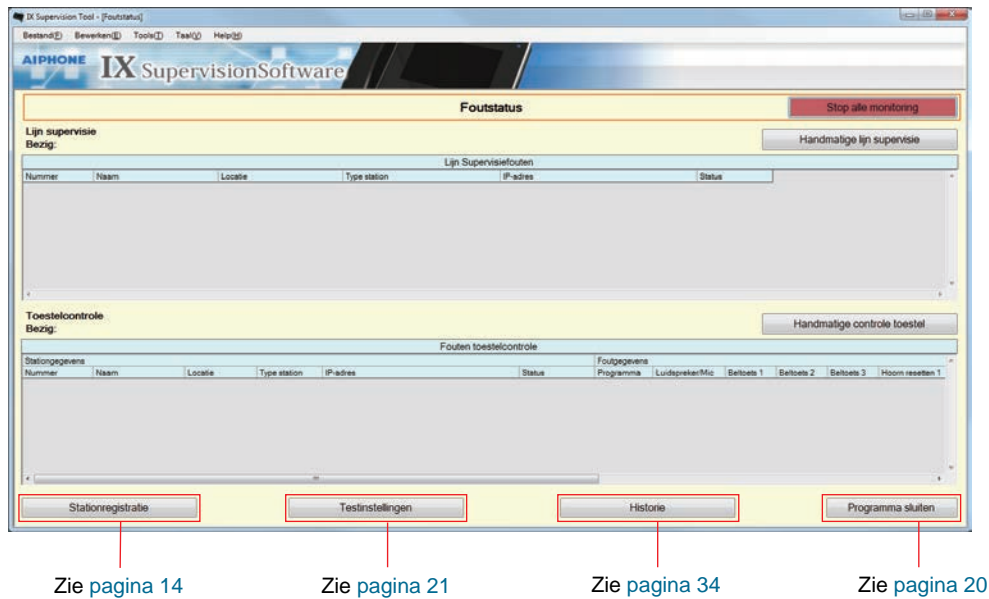 IX Supervision Tool - [Foutstatus]
Bestand(F) Bewerken(E) Tools(T) Taal(V) Help(H)
AIPHONE IX SupervisionSoftware
Foutstatus Stop alle monitoring
Lijn supervisie
Bezig: Handmatige lijn supervisie
Lijn Supervisiefouten
Nummer Naam Locatie Type station IP-adres Status
Toestelcontrole
Bezig: Handmatige controle toestel
Fouten toestelcontrole
Stationgegevens Foutgegevens
Nummer Naam Locatie Type station IP-adres Status Programma Luidspreker/Mic Beltoets 1 Beltoets 2 Beltoets 3 Hoorn resetten 1
Stationregistratie Testinstellingen Historie Programma sluiten
Zie pagina 14 Zie pagina 21 Zie pagina 34 Zie pagina 20